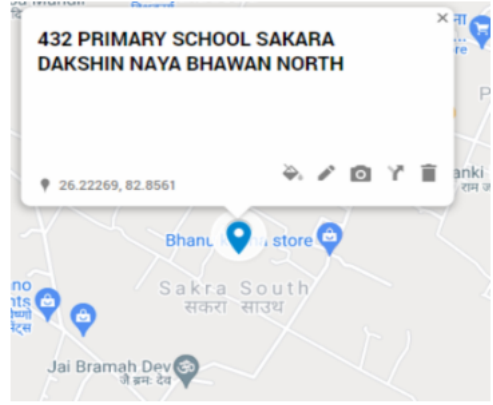 432 PRIMARY SCHOOL SAKARA
DAKSHIN NAYA BHAWAN NORTH
26.22269, 82.8561
Bhanu store
Sakra South
सकरा साउथ
Jai Bramah Dev
जै ब्रम: देव